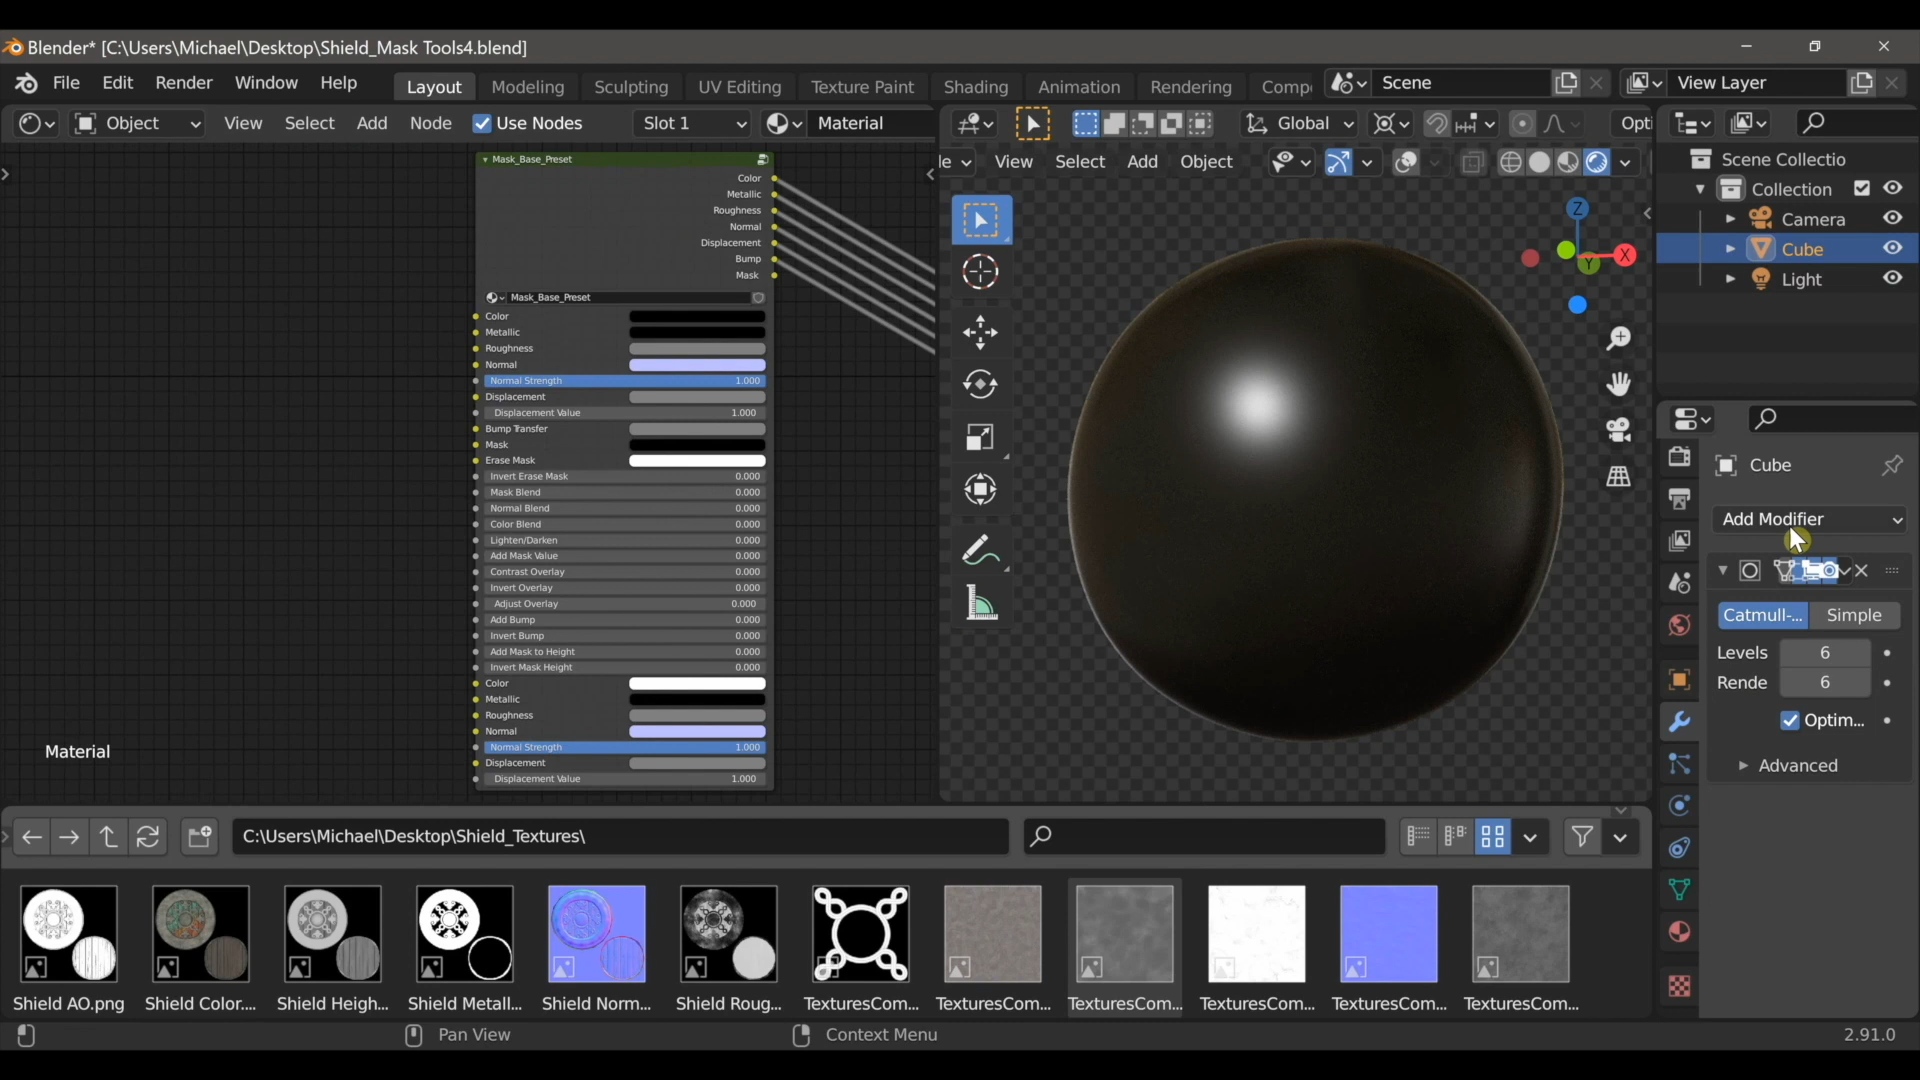 Blender* [C:\Users\Michael\Desktop\Shield_Mask Tools4.blend]
File Edit Render Window Help Layout Modeling Sculpting UV Editing Texture Paint Shading Animation Rendering Comp Scene View Layer
Object View Select Add Node Use Nodes Slot 1 Material Global Opti
le View Select Add Object
Scene Collectio
Collection
Camera
Cube
Light
Mask_Base_Preset
Color
Metallic
Roughness
Normal
Displacement
Bump
Mask
Mask_Base_Preset
Color
Metallic
Roughness
Normal
Normal Strength 1.000
Displacement
Displacement Value 1.000
Bump Transfer
Mask
Erase Mask
Invert Erase Mask 0.000
Mask Blend 0.000
Normal Blend 0.000
Color Blend 0.000
Lighten/Darken 0.000
Add Mask Value 0.000
Contrast Overlay 0.000
Invert Overlay 0.000
Adjust Overlay 0.000
Add Bump 0.000
Invert Bump 0.000
Add Mask to Height 0.000
Invert Mask Height 0.000
Color
Metallic
Roughness
Normal
Normal Strength 1.000
Displacement
Displacement Value 1.000
Material
Z
X
Y
Cube
Add Modifier
Catmull-... Simple
Levels 6
Rende 6
Optim...
Advanced
C:\Users\Michael\Desktop\Shield_Textures\
Shield AO.png Shield Color.... Shield Heigh... Shield Metall... Shield Norm... Shield Roug... TexturesCom... TexturesCom... TexturesCom... TexturesCom... TexturesCom... TexturesCom...
Pan View Context Menu 2.91.0